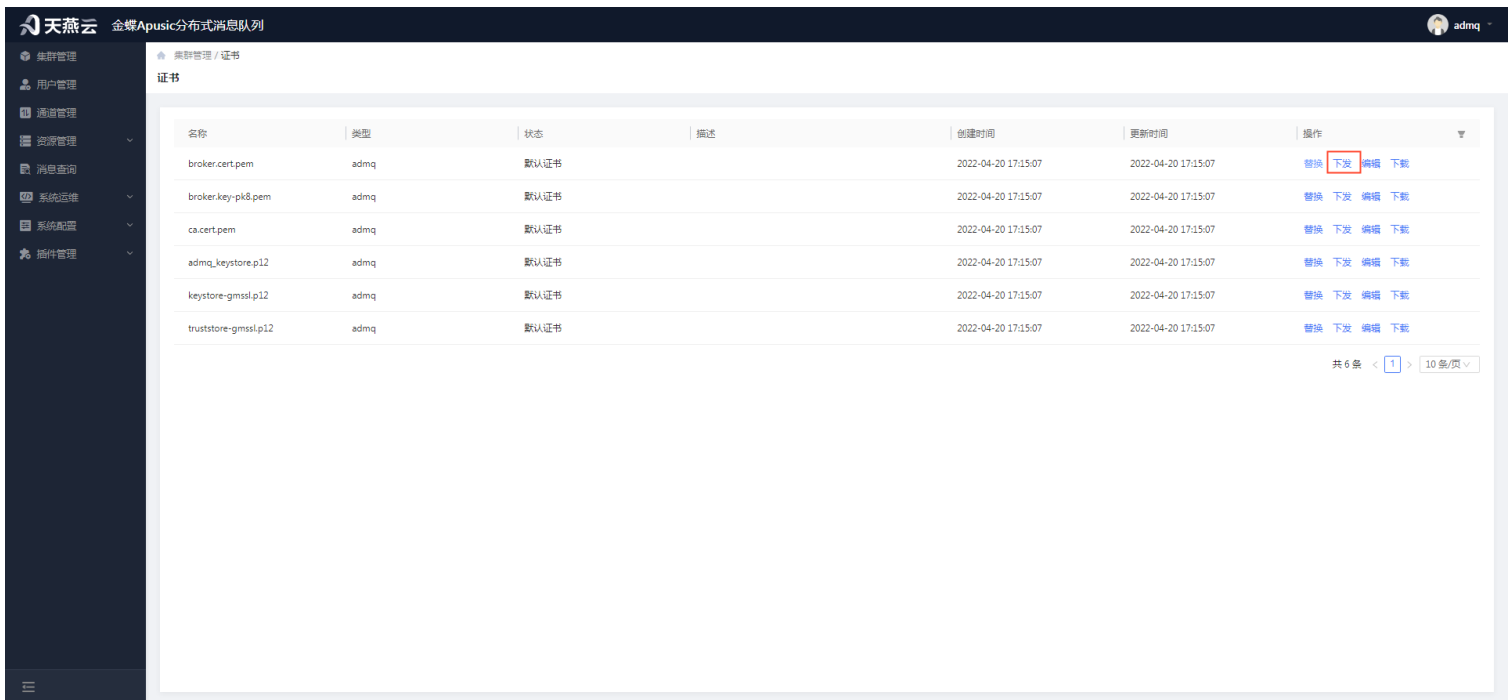 天燕云 金蝶Apusic分布式消息队列 admq
集群管理
用户管理
通道管理
资源管理
消息查询
系统运维
系统配置
插件管理
集群管理 / 证书
证书
名称 类型 状态 描述 创建时间 更新时间 操作
broker.cert.pem admq 默认证书 2022-04-20 17:15:07 2022-04-20 17:15:07 替换 下发 编辑 下载
broker.key-pk8.pem admq 默认证书 2022-04-20 17:15:07 2022-04-20 17:15:07 替换 下发 编辑 下载
ca.cert.pem admq 默认证书 2022-04-20 17:15:07 2022-04-20 17:15:07 替换 下发 编辑 下载
admq_keystore.p12 admq 默认证书 2022-04-20 17:15:07 2022-04-20 17:15:07 替换 下发 编辑 下载
keystore-gmssl.p12 admq 默认证书 2022-04-20 17:15:07 2022-04-20 17:15:07 替换 下发 编辑 下载
truststore-gmssl.p12 admq 默认证书 2022-04-20 17:15:07 2022-04-20 17:15:07 替换 下发 编辑 下载
共 6 条 < 1 > 10 条/页